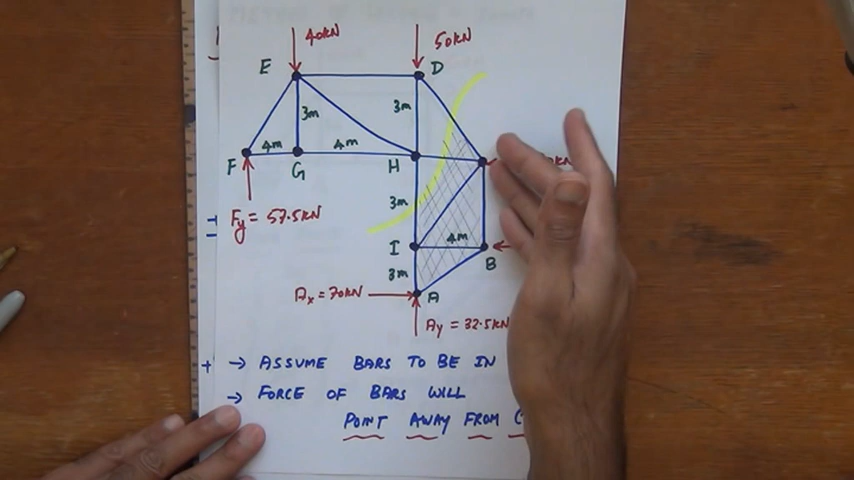 40kN
50kN
E
D
3m
3m
4m
4m
F
G
H
3m
Fy = 57.5kN
I
4m
B
3m
Ax = 70kN
A
Ay = 32.5kN
+ → ASSUME BARS TO BE IN
→ FORCE OF BARS WILL
POINT AWAY FROM